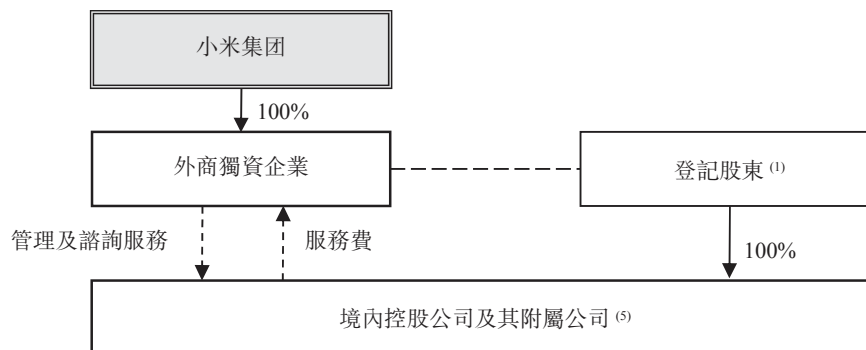 小米集团
100%
外商獨資企業
登記股東 (1)
管理及諮詢服務
服務費
100%
境內控股公司及其附屬公司 (5)